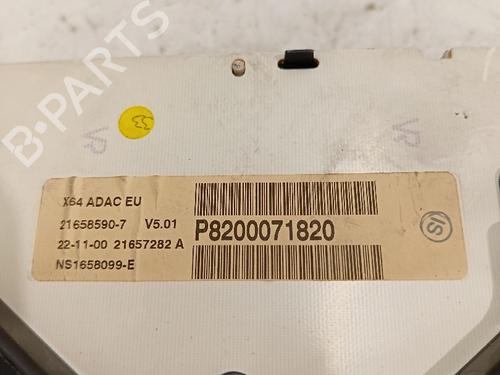 B-PARTS
X64 ADAC EU
21658590-7 V5.01
22-11-00 21657282 A
NS1658099-E
P8200071820